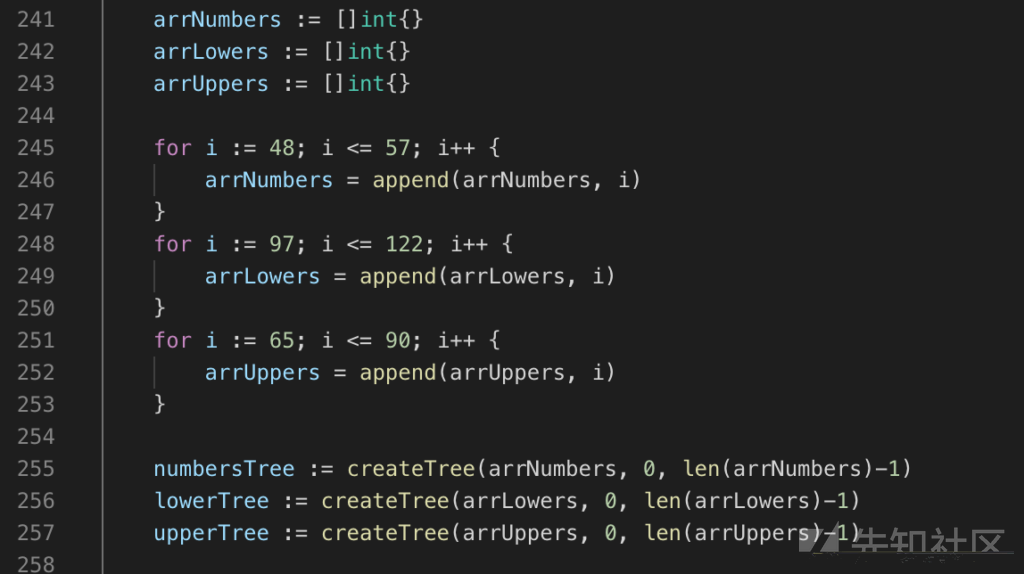 241 arrNumbers := []int{}
242 arrLowers := []int{}
243 arrUppers := []int{}
244
245 for i := 48; i <= 57; i++ {
246 arrNumbers = append(arrNumbers, i)
247 }
248 for i := 97; i <= 122; i++ {
249 arrLowers = append(arrLowers, i)
250 }
251 for i := 65; i <= 90; i++ {
252 arrUppers = append(arrUppers, i)
253 }
254
255 numbersTree := createTree(arrNumbers, 0, len(arrNumbers)-1)
256 lowerTree := createTree(arrLowers, 0, len(arrLowers)-1)
257 upperTree := createTree(arrUppers, 0, len(arrUppers)-1)
先知社区
258